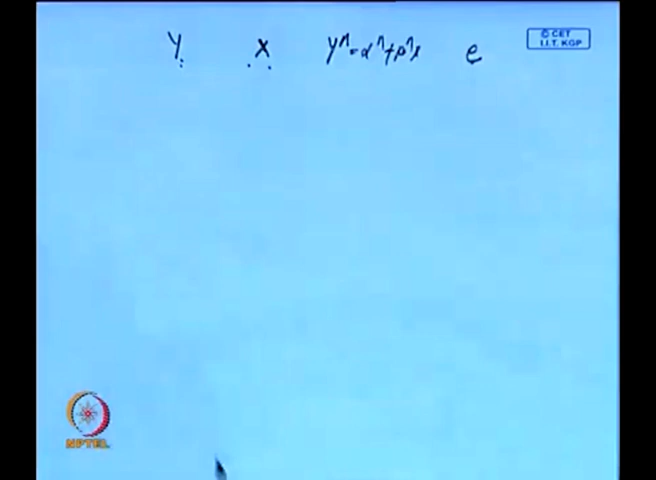 Y X y^=α^+β^x e
© CET
I.I.T. KGP
NPTEL